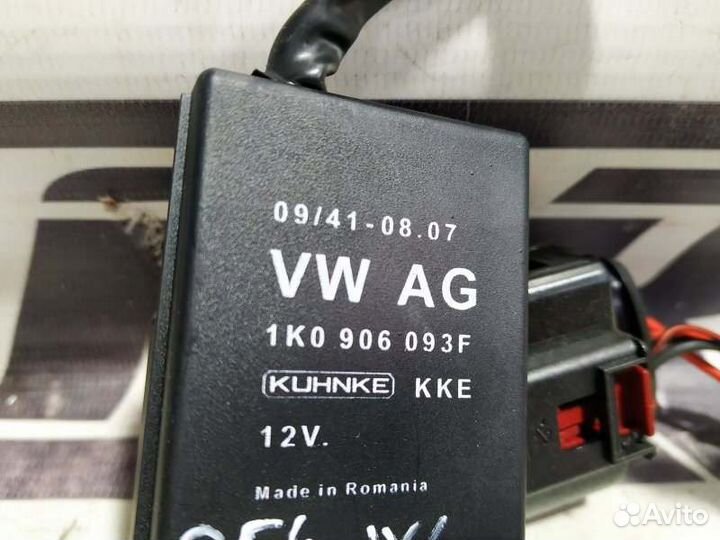 09/41-08.07
VW AG
1K0 906 093F
KUHNKE KKE
12V.
Made in Romania
Avito